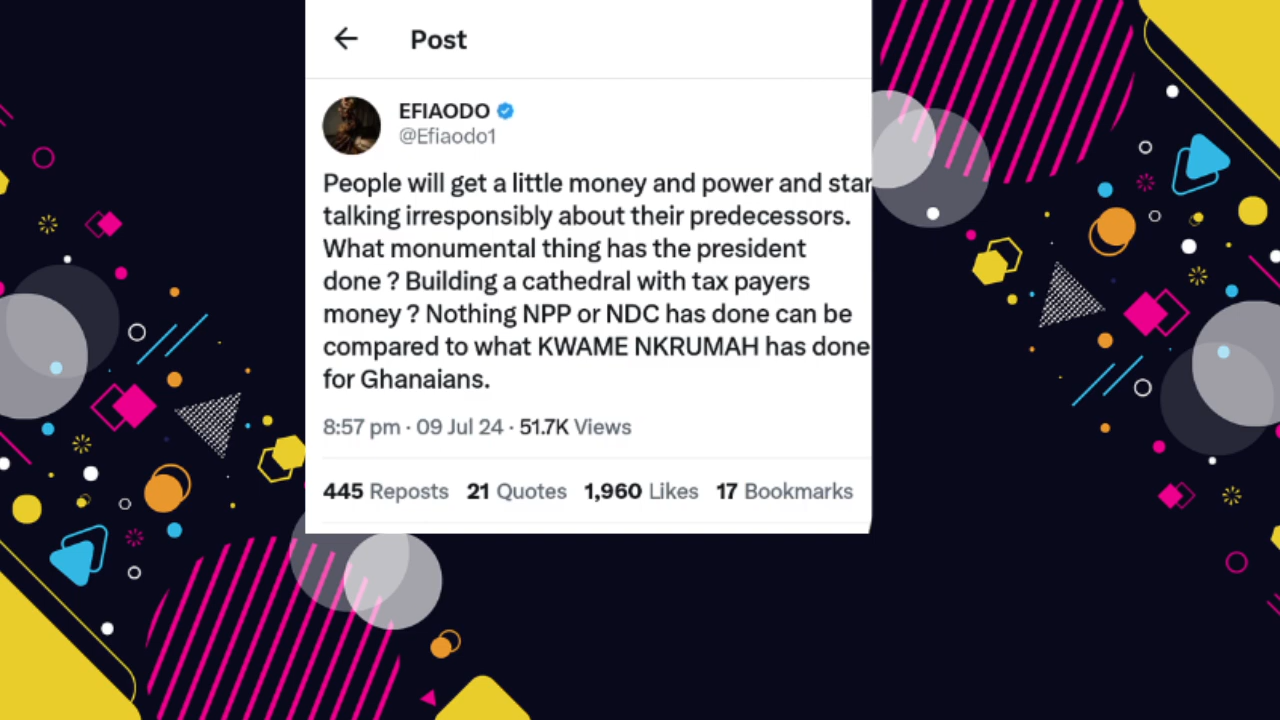 Post
EFIAODO
@Efiaodo1
People will get a little money and power and star
talking irresponsibly about their predecessors.
What monumental thing has the president
done ? Building a cathedral with tax payers
money ? Nothing NPP or NDC has done can be
compared to what KWAME NKRUMAH has done
for Ghanaians.
8:57 pm · 09 Jul 24 · 51.7K Views
445 Reposts 21 Quotes 1,960 Likes 17 Bookmarks